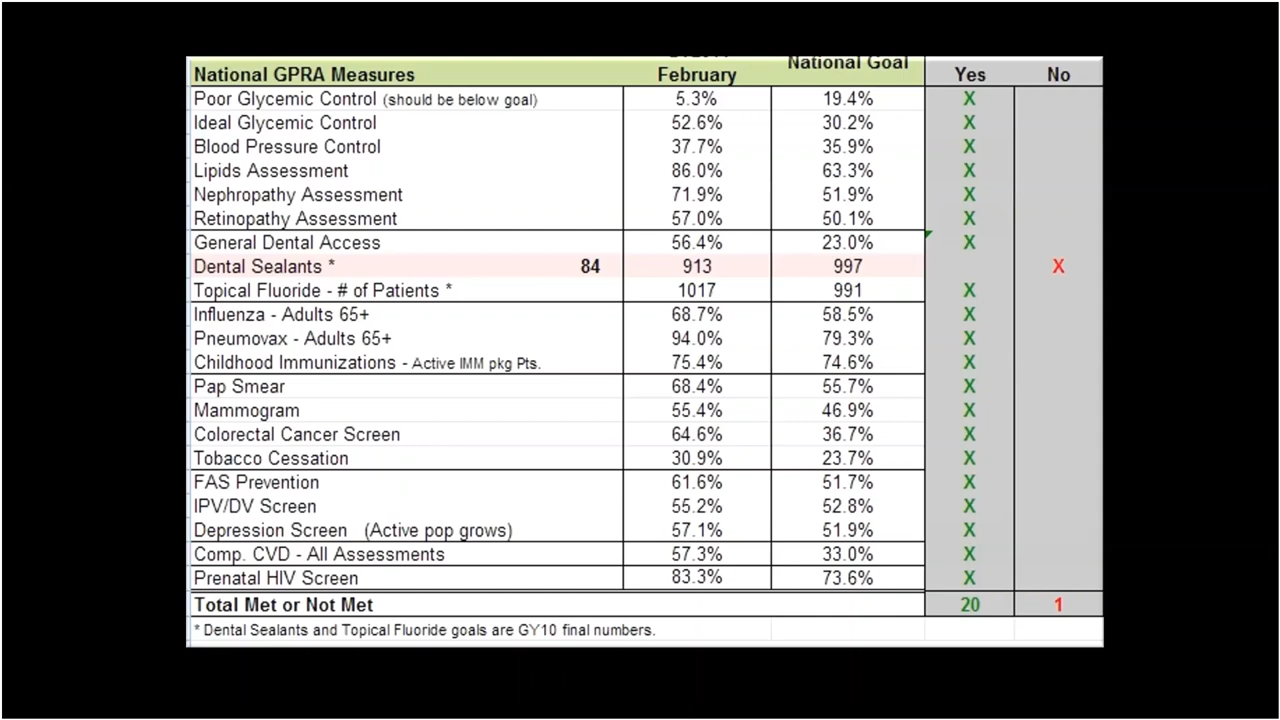 National Goal
National GPRA Measures February Yes No
Poor Glycemic Control (should be below goal) 5.3% 19.4% X
Ideal Glycemic Control 52.6% 30.2% X
Blood Pressure Control 37.7% 35.9% X
Lipids Assessment 86.0% 63.3% X
Nephropathy Assessment 71.9% 51.9% X
Retinopathy Assessment 57.0% 50.1% X
General Dental Access 56.4% 23.0% X
Dental Sealants * 84 913 997 X
Topical Fluoride - # of Patients * 1017 991 X
Influenza - Adults 65+ 68.7% 58.5% X
Pneumovax - Adults 65+ 94.0% 79.3% X
Childhood Immunizations - Active IMM pkg Pts. 75.4% 74.6% X
Pap Smear 68.4% 55.7% X
Mammogram 55.4% 46.9% X
Colorectal Cancer Screen 64.6% 36.7% X
Tobacco Cessation 30.9% 23.7% X
FAS Prevention 61.6% 51.7% X
IPV/DV Screen 55.2% 52.8% X
Depression Screen (Active pop grows) 57.1% 51.9% X
Comp. CVD - All Assessments 57.3% 33.0% X
Prenatal HIV Screen 83.3% 73.6% X
Total Met or Not Met 20 1
* Dental Sealants and Topical Fluoride goals are GY10 final numbers.